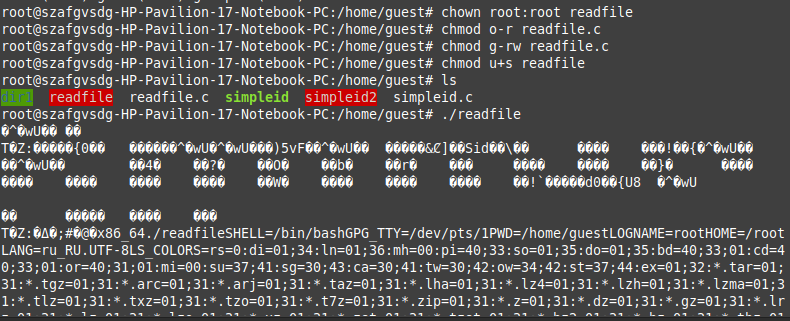 root@szafgvsdg-HP-Pavilion-17-Notebook-PC:/home/guest# chown root:root readfile
root@szafgvsdg-HP-Pavilion-17-Notebook-PC:/home/guest# chmod o-r readfile.c
root@szafgvsdg-HP-Pavilion-17-Notebook-PC:/home/guest# chmod g-rw readfile.c
root@szafgvsdg-HP-Pavilion-17-Notebook-PC:/home/guest# chmod u+s readfile
root@szafgvsdg-HP-Pavilion-17-Notebook-PC:/home/guest# ls
dir1 readfile readfile.c simpleid simpleid2 simpleid.c
root@szafgvsdg-HP-Pavilion-17-Notebook-PC:/home/guest# ./readfile
�^�wU�� ��
T�Z:�����{0�� ������^�wU�^�wU���)5vF��^�wU�� �����&Ȼ]��Sid��\�� ���� ���!��{�^�wU��
��^�wU�� ��4� ��?� ��O� ��b� ��r� ��� ���� ���� ��}� ����
���� ���� ���� ���� ��W� ���� ���� ���� ��!`�����d0��{U8 �^�wU
�� ����� ���� ���
T�Z:�Δ�;#�@�x86_64./readfileSHELL=/bin/bashGPG_TTY=/dev/pts/1PWD=/home/guestLOGNAME=rootHOME=/root
LANG=ru_RU.UTF-8LS_COLORS=rs=0:di=01;34:ln=01;36:mh=00:pi=40;33:so=01;35:do=01;35:bd=40;33;01:cd=4
0;33;01:or=40;31;01:mi=00:su=37;41:sg=30;43:ca=30;41:tw=30;42:ow=34;42:st=37;44:ex=01;32:*.tar=01;
31:*.tgz=01;31:*.arc=01;31:*.arj=01;31:*.taz=01;31:*.lha=01;31:*.lz4=01;31:*.lzh=01;31:*.lzma=01;3
1:*.tlz=01;31:*.txz=01;31:*.tzo=01;31:*.t7z=01;31:*.zip=01;31:*.z=01;31:*.dz=01;31:*.gz=01;31:*.lr